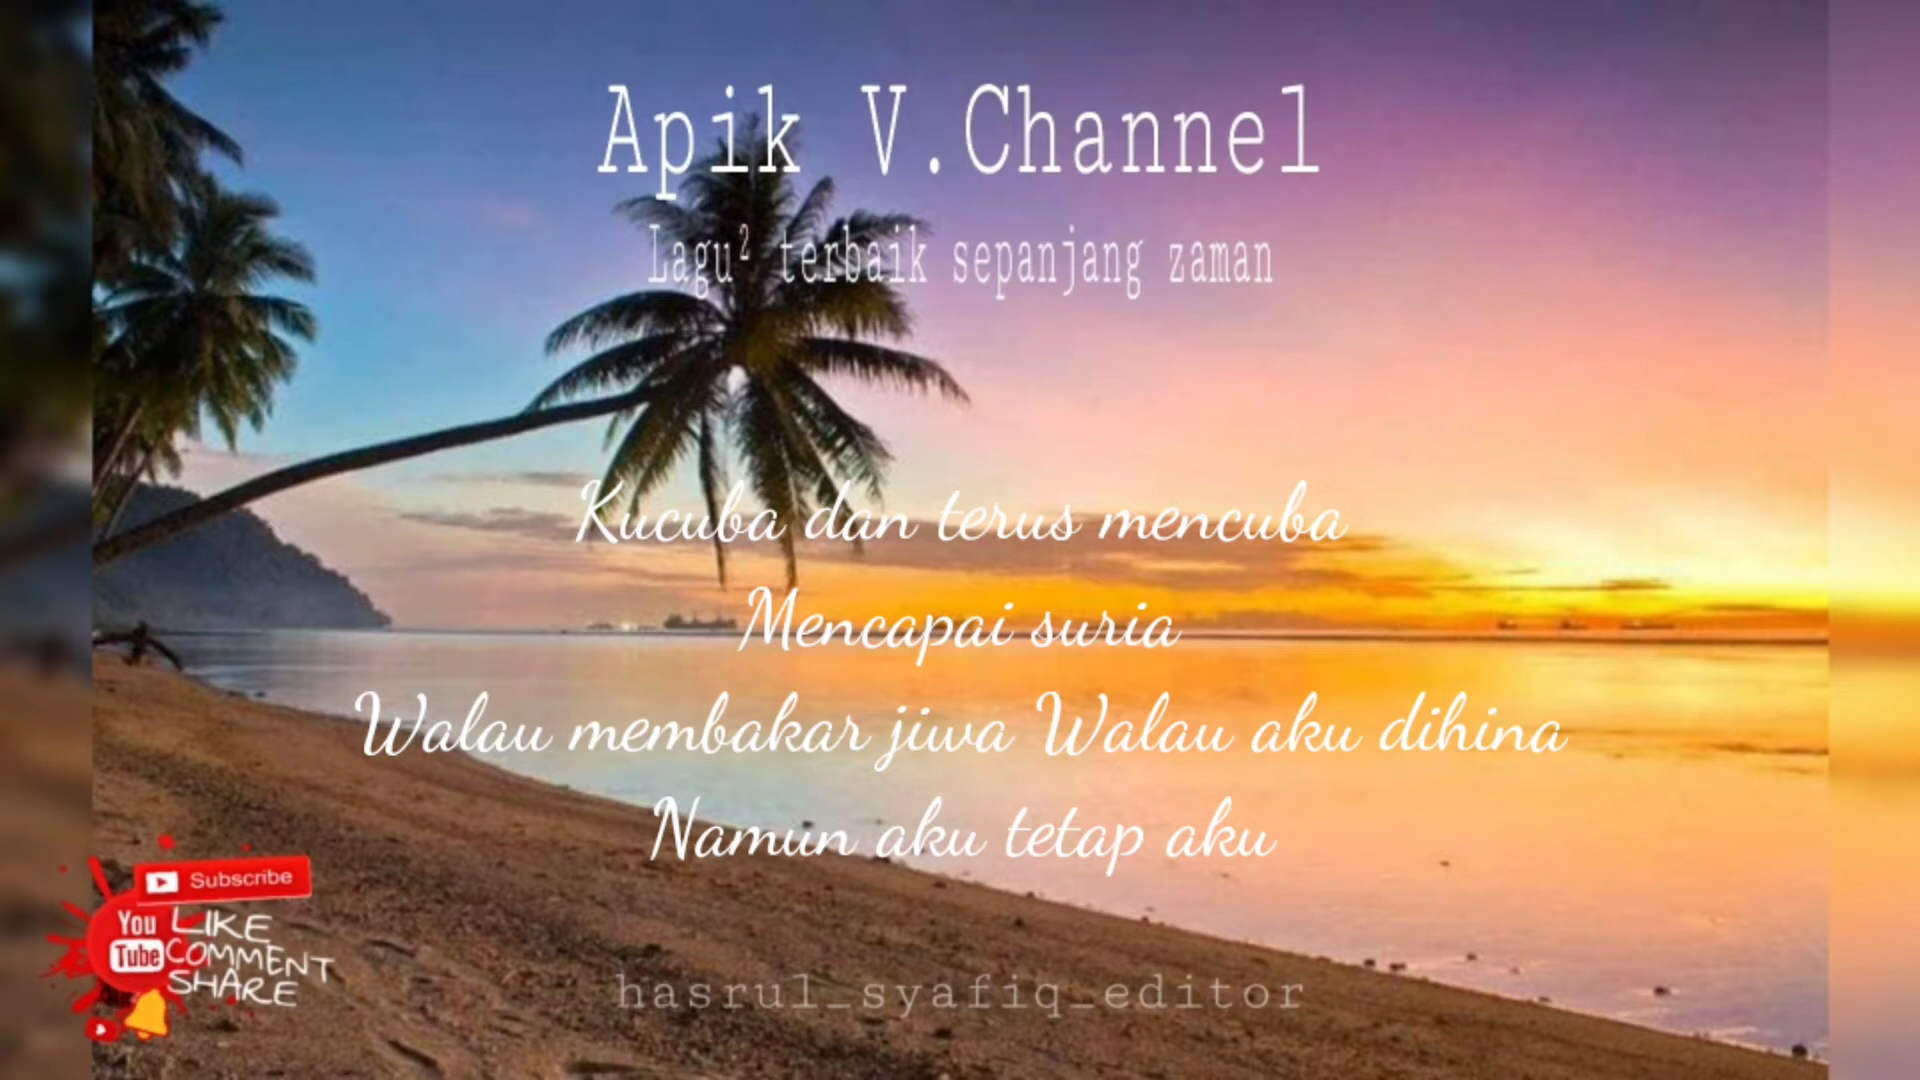 Apik V.Channel
Lagu² terbaik sepanjang zaman
Kucuba dan terus mencuba
Mencapai suria
Walau membakar jiwa Walau aku dihina
Namun aku tetap aku
Subscribe
You
Tube
LIKE
COMMENT
SHARE
hasrul_syafiq_editor